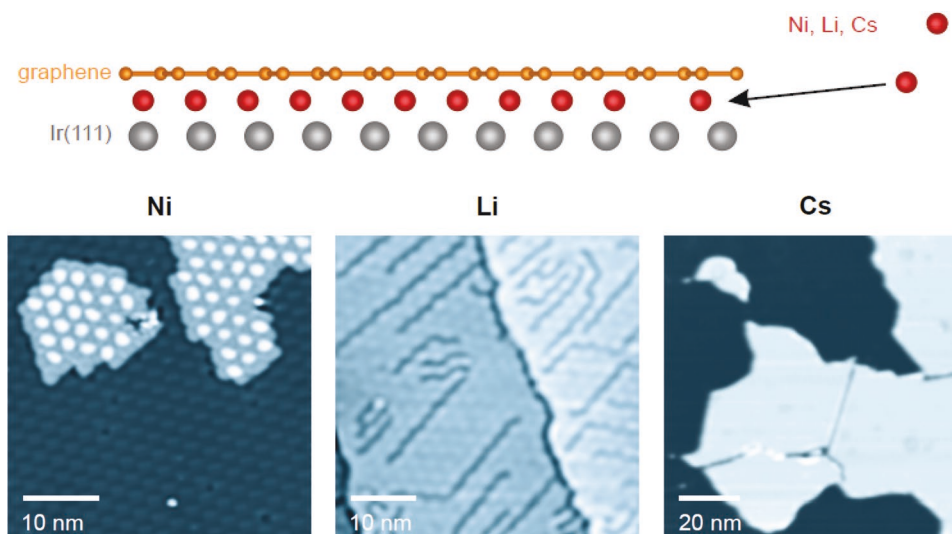 Ni, Li, Cs
graphene
Ir(111)
Ni
Li
Cs
10 nm
10 nm
20 nm